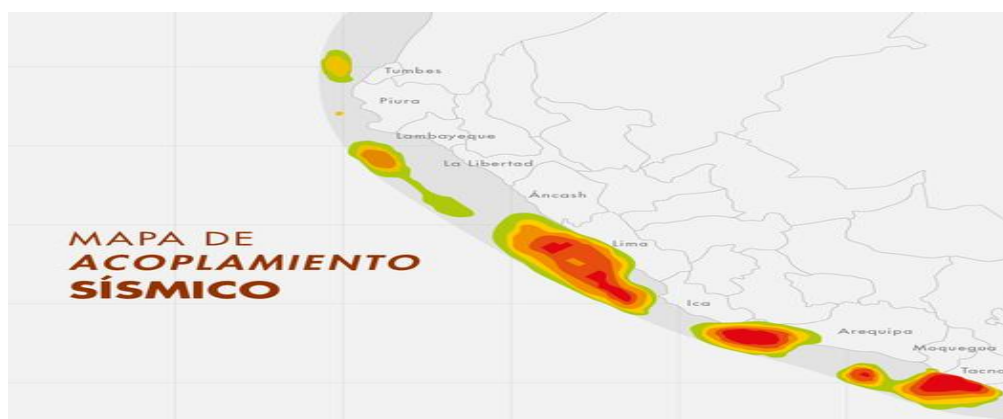 Tumbes
Piura
Lambayeque
La Libertad
Áncash
Lima
MAPA DE
ACOPLAMIENTO
SÍSMICO
Ica
Arequipa
Moquegua
Tacna